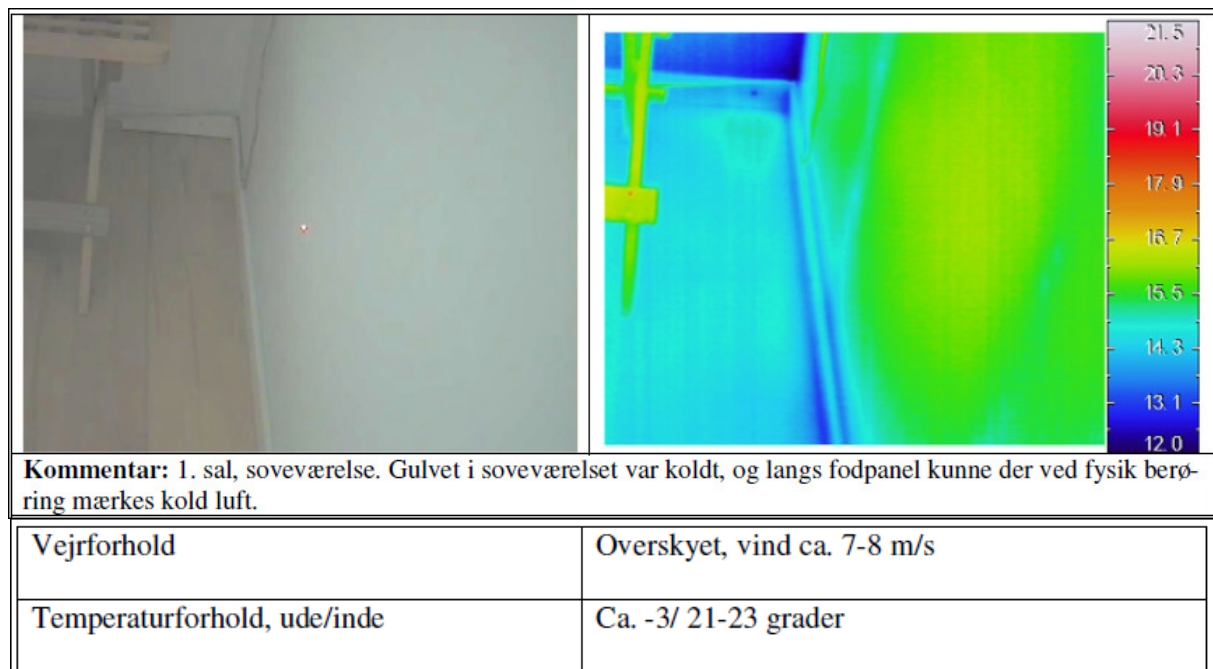 21.5
20.3
19.1
17.9
16.7
15.5
14.3
13.1
12.0
Kommentar: 1. sal, soveværelse. Gulvet i soveværelset var koldt, og langs fodpanel kunne der ved fysik berø-
ring mærkes kold luft.
Vejrforhold
Overskyet, vind ca. 7-8 m/s
Temperaturforhold, ude/inde
Ca. -3/ 21-23 grader